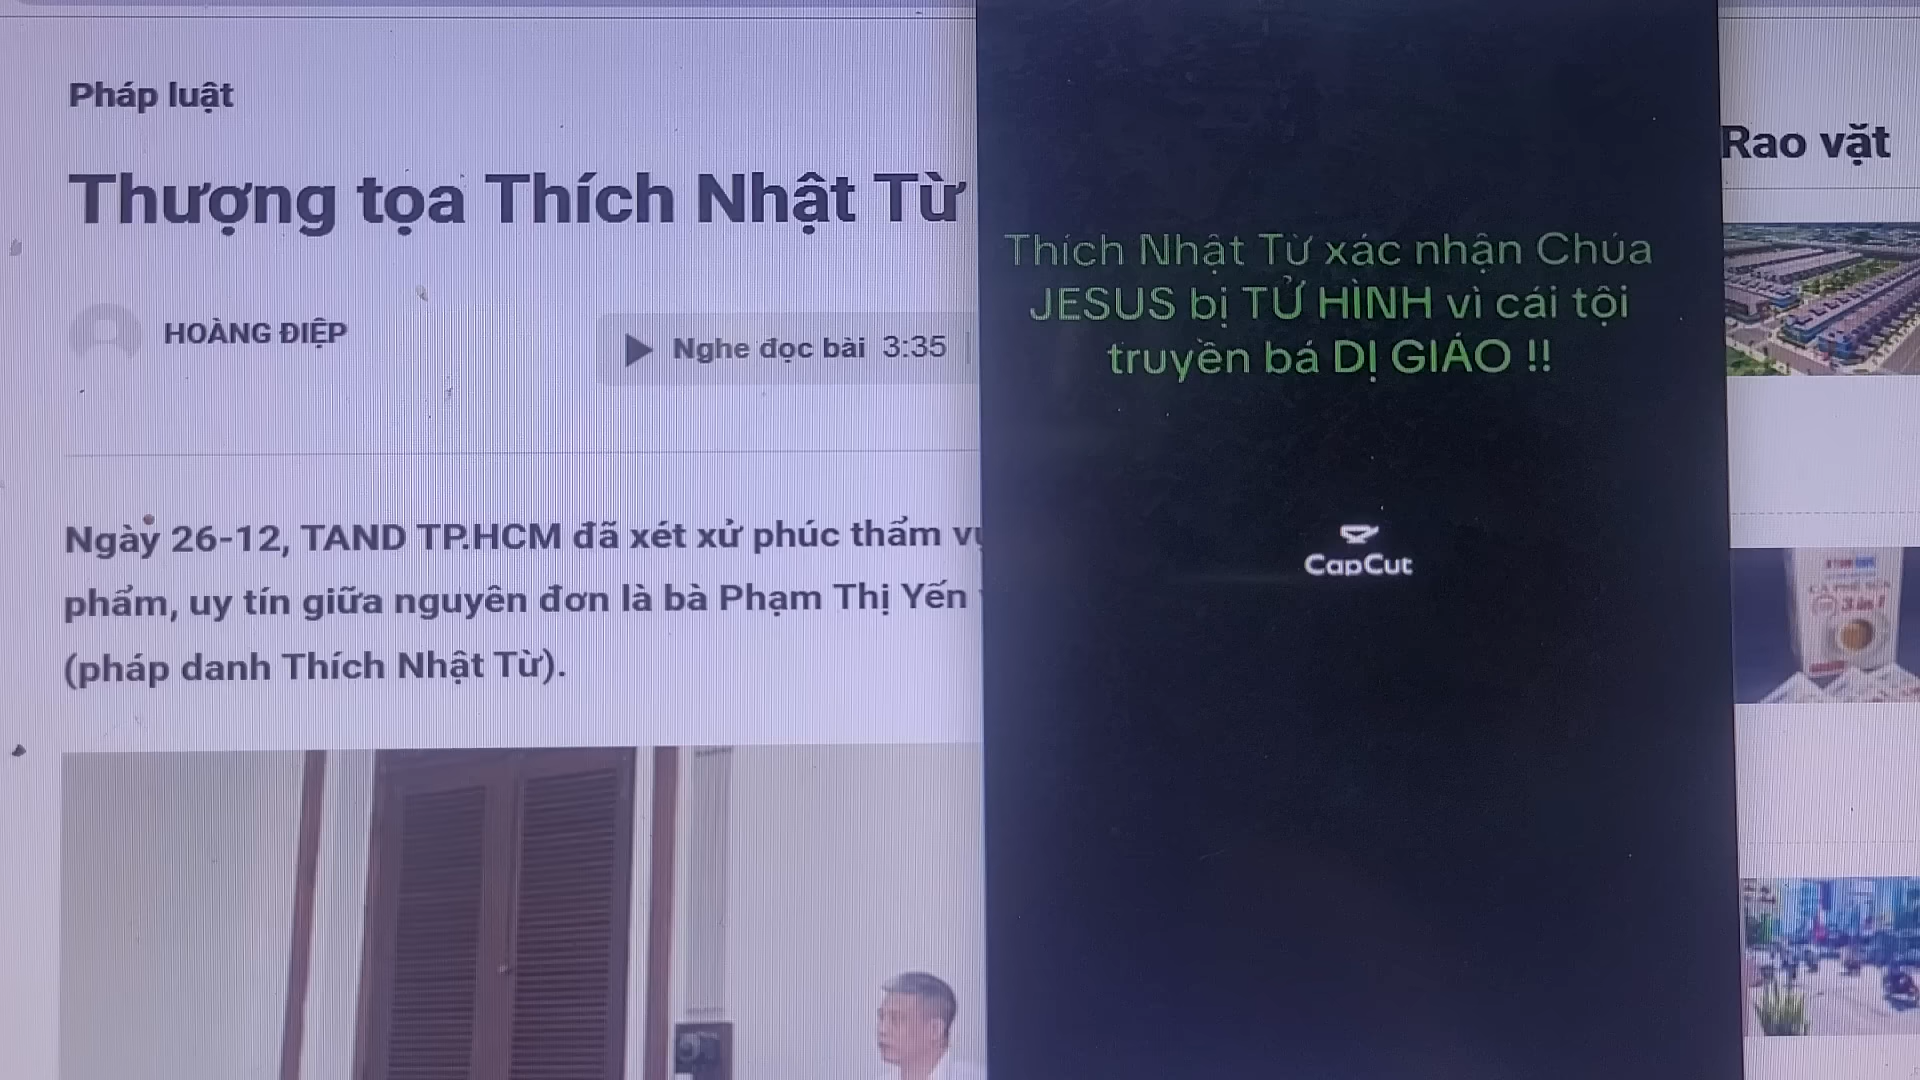 Pháp luật
Thượng tọa Thích Nhật Từ
HOÀNG ĐIỆP
Nghe đọc bài 3:35
Ngày 26-12, TAND TP.HCM đã xét xử phúc thẩm
phẩm, uy tín giữa nguyên đơn là bà Phạm Thị Yến
(pháp danh Thích Nhật Từ).
Thích Nhật Từ xác nhận Chúa
JESUS bị TỬ HÌNH vì cái tội
truyền bá DỊ GIÁO !!
CapCut
Rao vặt
3in1